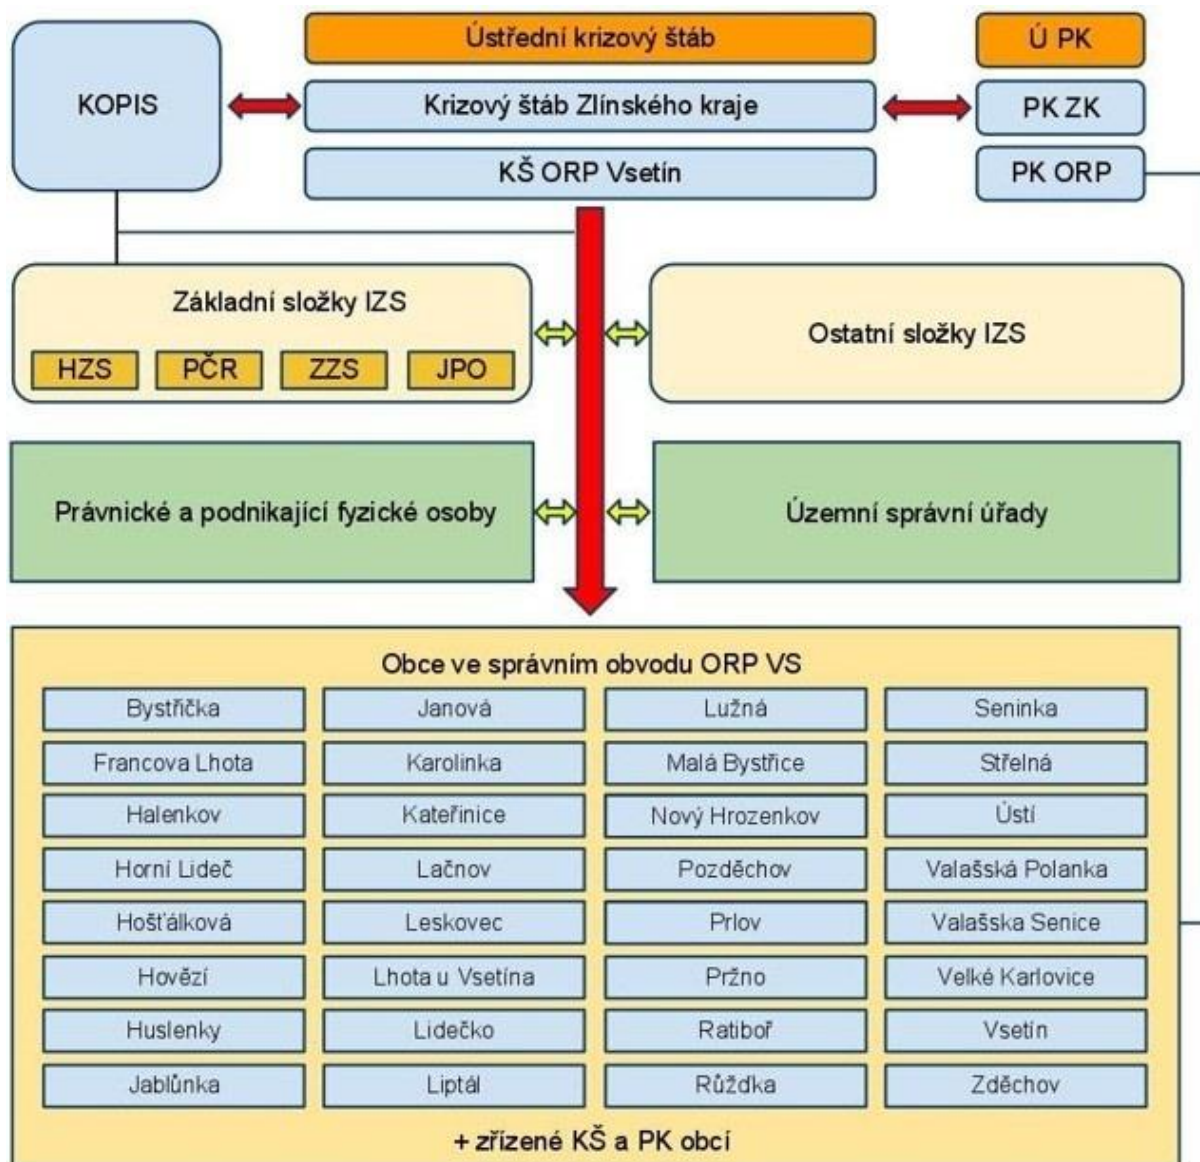 KOPIS
Ústřední krizový štáb
Ú PK
Krizový štáb Zlínského kraje
PK ZK
KŠ ORP Vsetín
PK ORP
Základní složky IZS
HZS
PČR
ZZS
JPO
Ostatní složky IZS
Právnické a podnikající fyzické osoby
Územní správní úřady
Obce ve správním obvodu ORP VS
Bystřička
Janová
Lužná
Seninka
Francova Lhota
Karolinka
Malá Bystřice
Střelná
Halenkov
Kateřinice
Nový Hrozenkov
Ústí
Horní Lideč
Lačnov
Pozděchov
Valašská Polanka
Hošťálková
Leskovec
Prlov
Valašska Senice
Hovězí
Lhota u Vsetína
Pržno
Velké Karlovice
Huslenky
Lidečko
Ratiboř
Vsetín
Jablůnka
Liptál
Růždka
Zděchov
+ zřízené KŠ a PK obcí